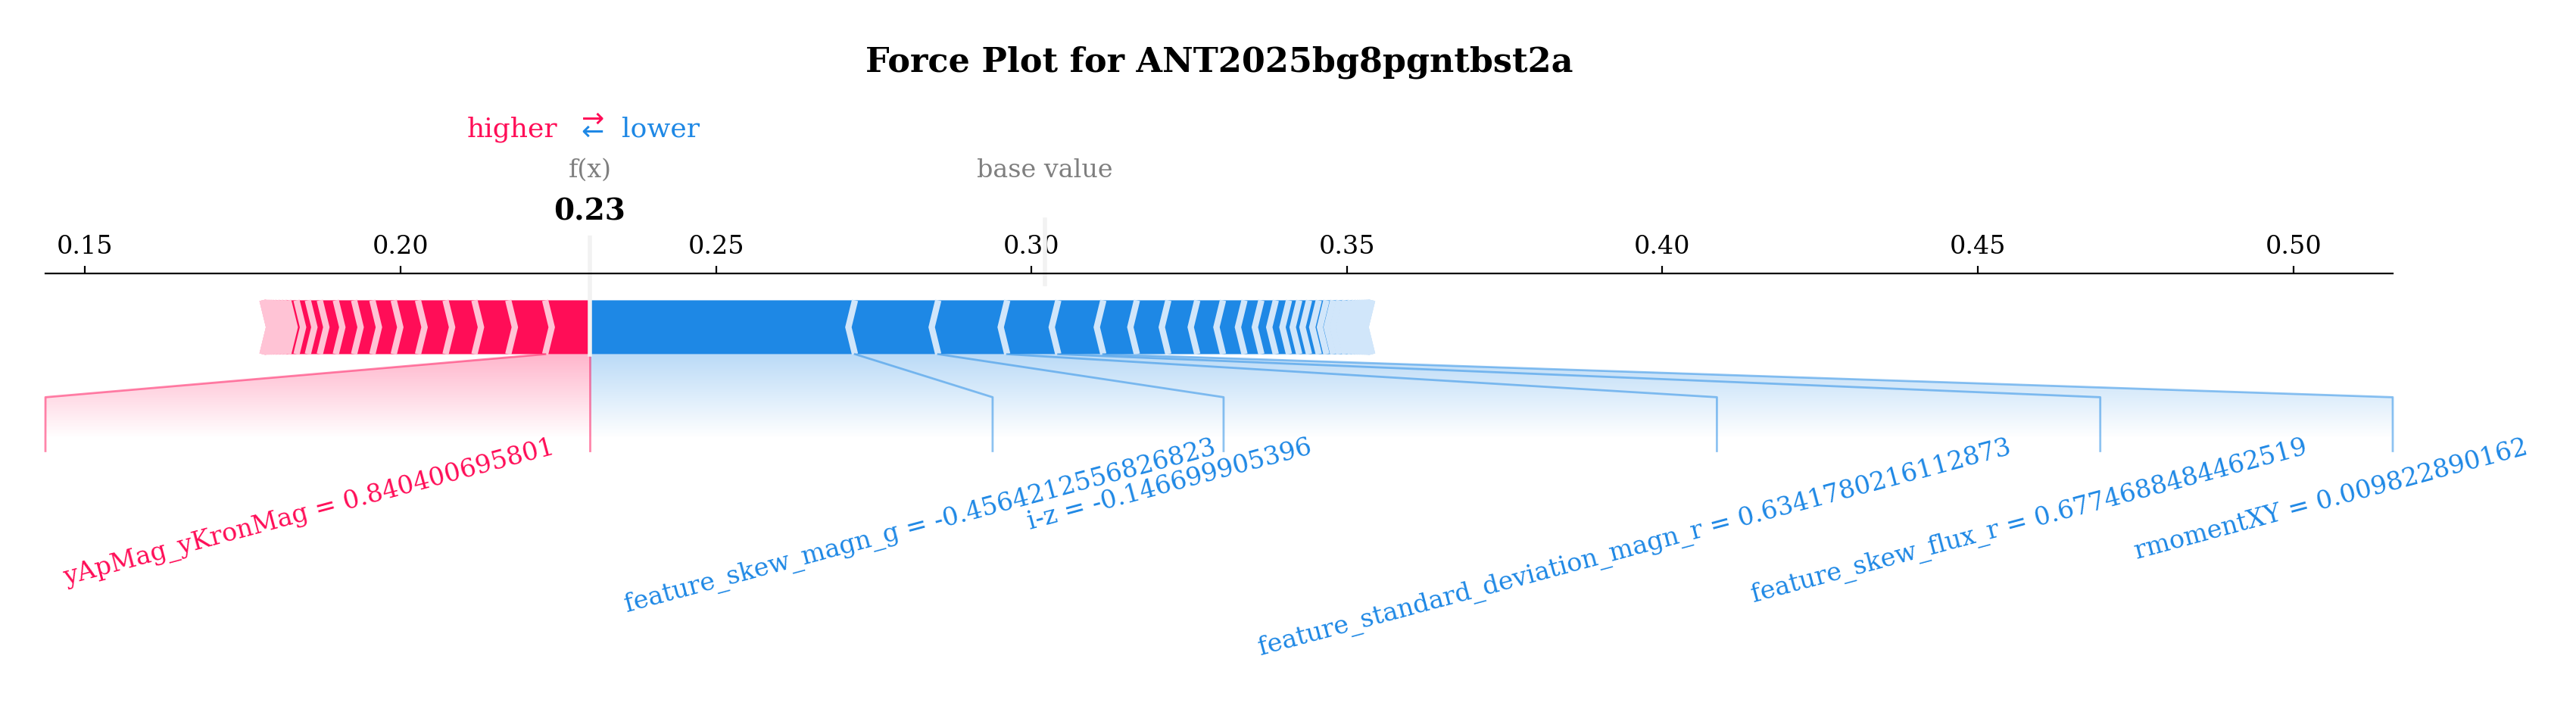 Force Plot for ANT2025bg8pgntbst2a
higher ⇄ lower
f(x)
base value
0.23
0.15 0.20 0.25 0.30 0.35 0.40 0.45 0.50
yApMag_yKronMag = 0.840400695801
feature_skew_magn_g = -0.4564212556826823
i-z = -0.146699905396
feature_standard_deviation_magn_r = 0.634178021611287​3
feature_skew_flux_r = 0.6774688484462519
rmomentXY = 0.009822890162